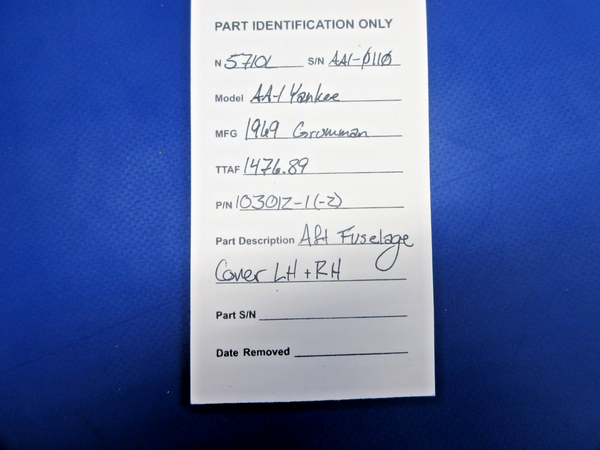 PART IDENTIFICATION ONLY
N 5710L S/N AA1-0110
Model AA-1 Yankee
MFG 1969 Grumman
TTAF 1476.89
P/N 103012-1(-2)
Part Description Aft Fuselage
Cover LH + RH
Part S/N
Date Removed